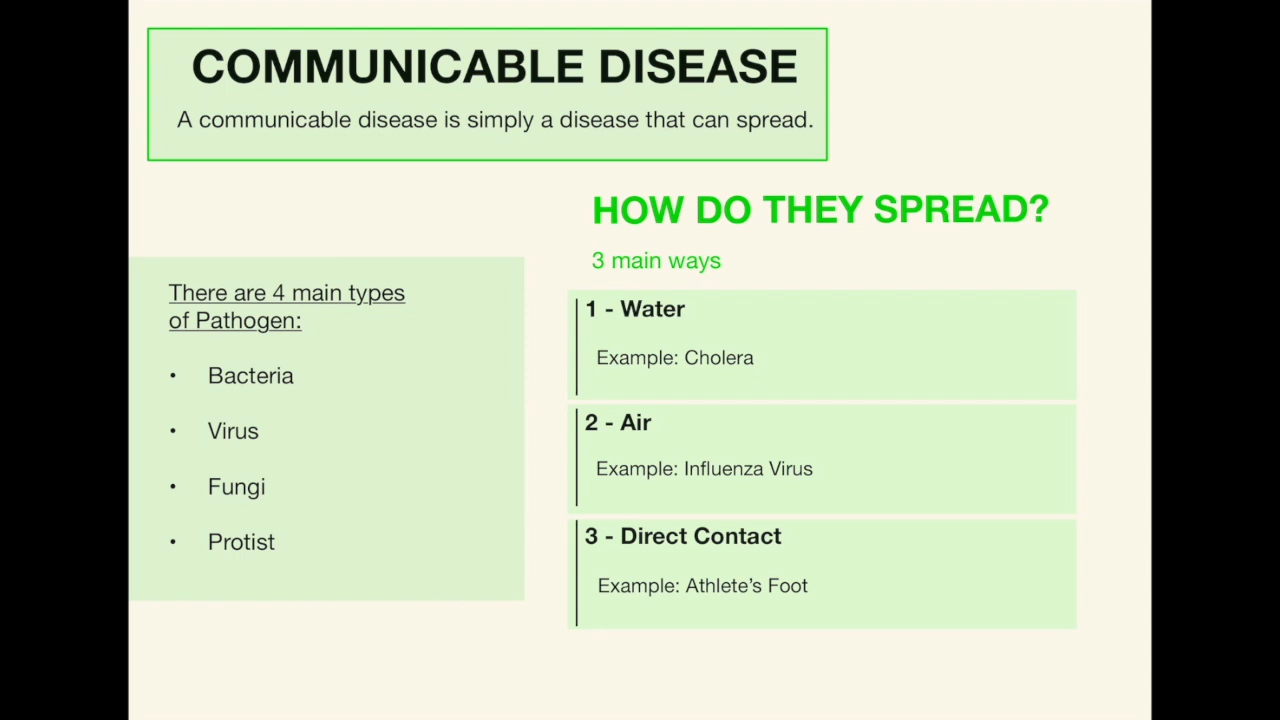 COMMUNICABLE DISEASE
A communicable disease is simply a disease that can spread.
There are 4 main types
of Pathogen:
• Bacteria
• Virus
• Fungi
• Protist
HOW DO THEY SPREAD?
3 main ways
1 - Water
Example: Cholera
2 - Air
Example: Influenza Virus
3 - Direct Contact
Example: Athlete’s Foot